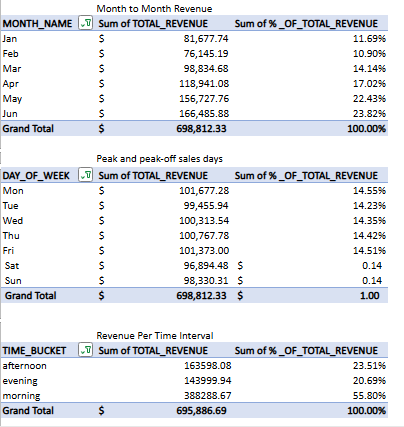 Month to Month Revenue
MONTH_NAME Sum of TOTAL_REVENUE Sum of %_OF_TOTAL_REVENUE
Jan $ 81,677.74 11.69%
Feb $ 76,145.19 10.90%
Mar $ 98,834.68 14.14%
Apr $ 118,941.08 17.02%
May $ 156,727.76 22.43%
Jun $ 166,485.88 23.82%
Grand Total $ 698,812.33 100.00%
Peak and peak-off sales days
DAY_OF_WEEK Sum of TOTAL_REVENUE Sum of %_OF_TOTAL_REVENUE
Mon $ 101,677.28 14.55%
Tue $ 99,455.94 14.23%
Wed $ 100,313.54 14.35%
Thu $ 100,767.78 14.42%
Fri $ 101,373.00 14.51%
Sat $ 96,894.48 $ 0.14
Sun $ 98,330.31 $ 0.14
Grand Total $ 698,812.33 $ 1.00
Revenue Per Time Interval
TIME_BUCKET Sum of TOTAL_REVENUE Sum of %_OF_TOTAL_REVENUE
afternoon 163598.08 23.51%
evening 143999.94 20.69%
morning 388288.67 55.80%
Grand Total $ 695,886.69 100.00%